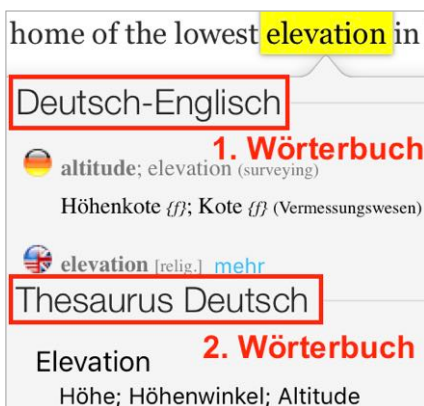 home of the lowest elevation in
Deutsch-Englisch
1. Wörterbuch
altitude; elevation (surveying)
Höhenkote {f}; Kote {f} (Vermessungswesen)
elevation [relig.] mehr
Thesaurus Deutsch
2. Wörterbuch
Elevation
Höhe; Höhenwinkel; Altitude